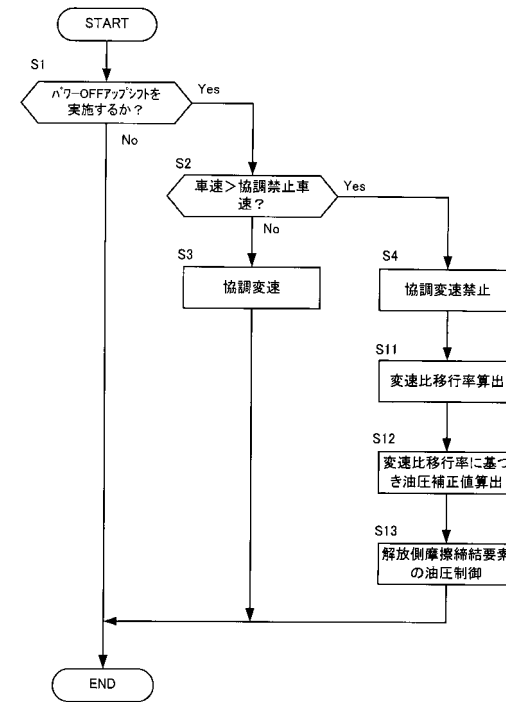 START
S1
パワーOFFアップシフトを
実施するか？
Yes
No
S2
車速＞協調禁止車
速？
Yes
No
S3
協調変速
S4
協調変速禁止
S11
変速比移行率算出
S12
変速比移行率に基づ
き油圧補正値算出
S13
解放側摩擦締結要素
の油圧制御
END